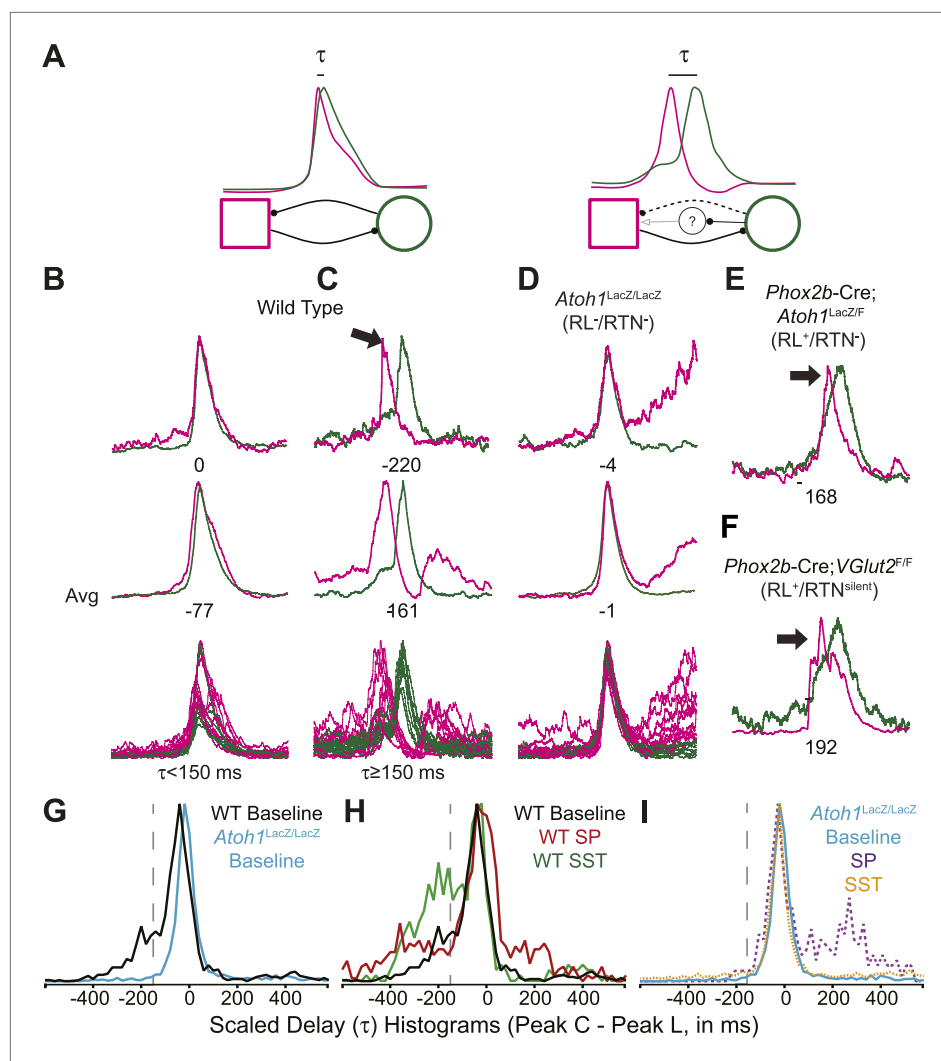 A
τ
τ
?
B
C
D
E
Wild Type
Atoh1LacZ/LacZ
(RL-/RTN-)
Phox2b-Cre;
Atoh1LacZ/F
(RL+/RTN-)
0
-220
-4
-
168
F
Phox2b-Cre;VGlut2F/F
(RL+/RTNsilent)
Avg
-77
-161
-1
-
192
τ<150 ms
τ≥150 ms
G
WT Baseline
Atoh1LacZ/LacZ
Baseline
H
WT Baseline
WT SP
WT SST
I
Atoh1LacZ/LacZ
Baseline
SP
SST
-400 -200 0 200 400
-400 -200 0 200 400
-200 0 200 400
Scaled Delay (τ) Histograms (Peak C - Peak L, in ms)